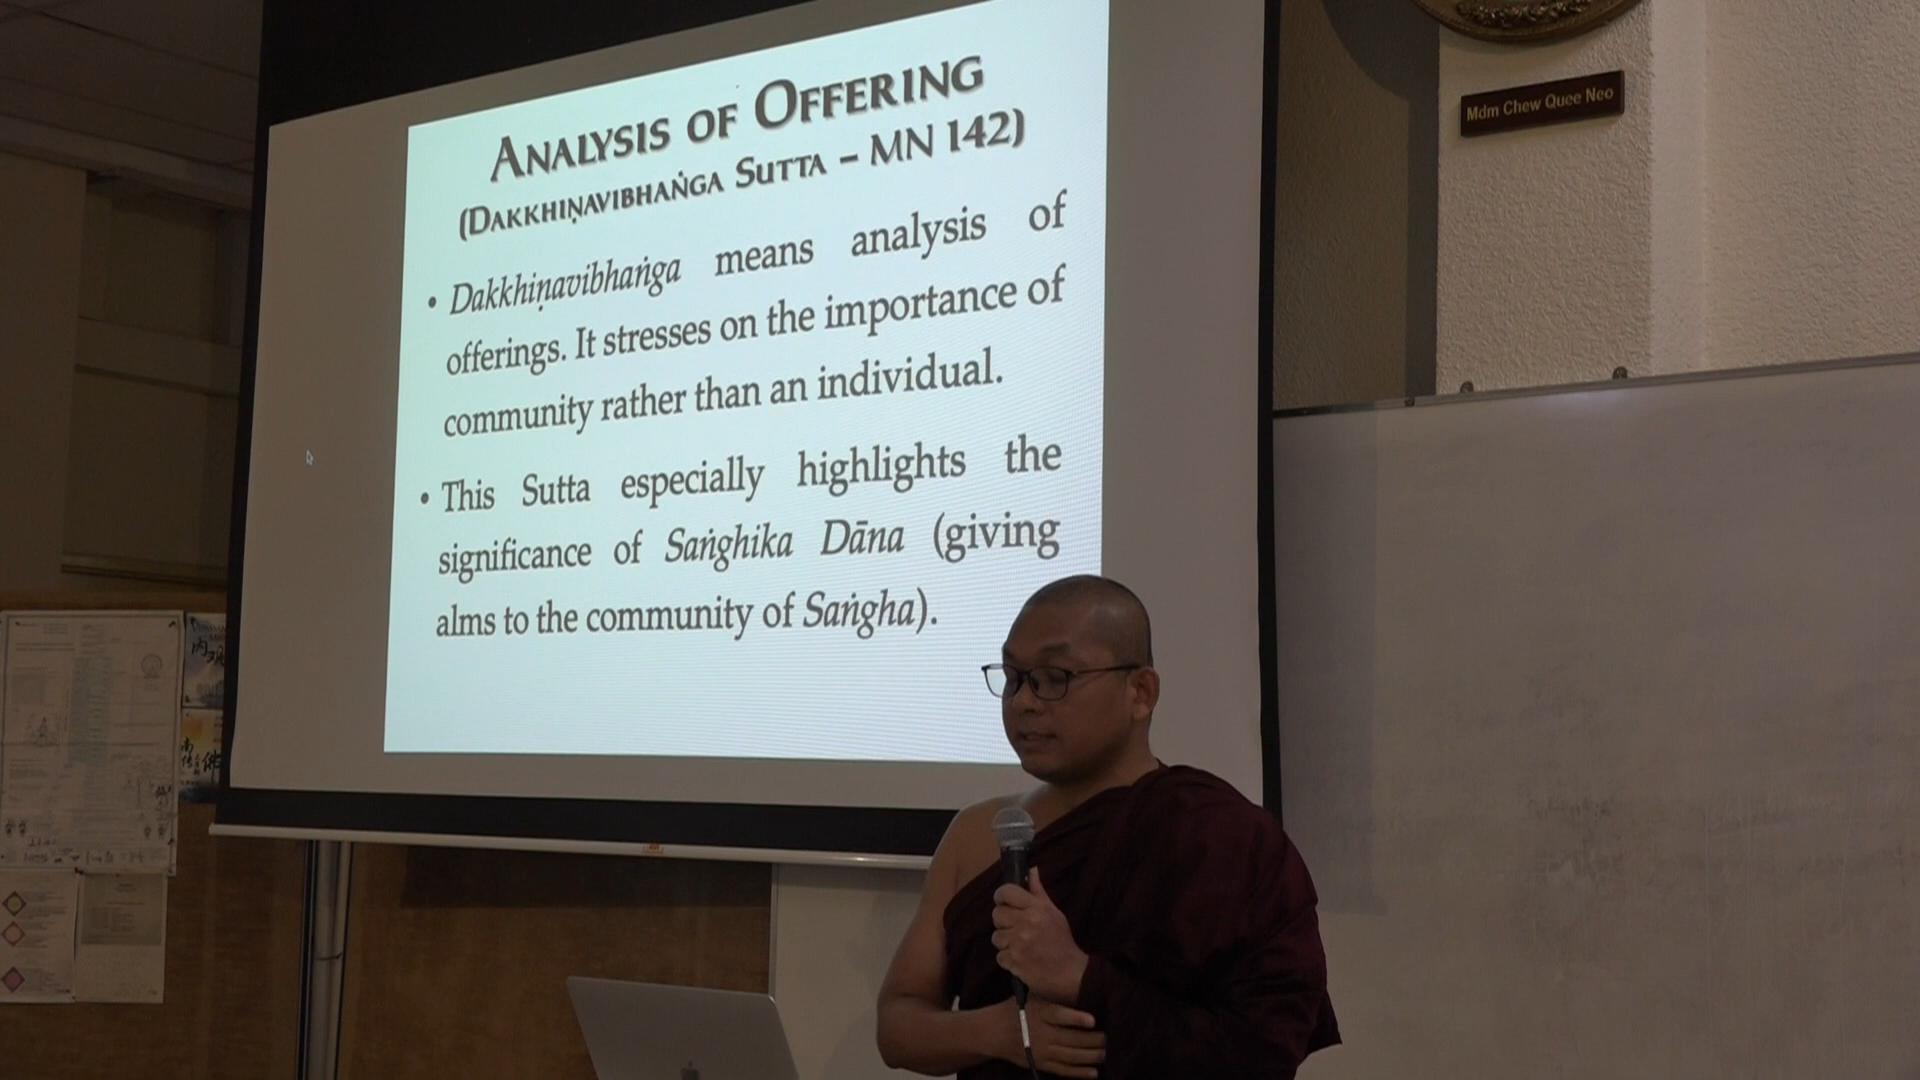 ANALYSIS OF OFFERING
(DAKKHIṆAVIBHAṄGA SUTTA – MN 142)
• Dakkhiṇavibhaṅga means analysis of
offerings. It stresses on the importance of
community rather than an individual.
• This Sutta especially highlights the
significance of Saṅghika Dāna (giving
alms to the community of Saṅgha).
Mdm Chew Quee Neo